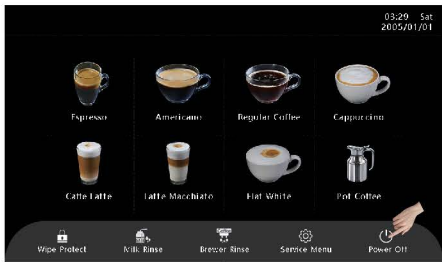 03:29 Sat
2005/01/01
Espresso
Americano
Regular Coffee
Cappuccino
Caffe Latte
Latte Macchiato
Flat White
Pot Coffee
Wipe Protect
Milk Rinse
Brewer Rinse
Service Menu
Power Off